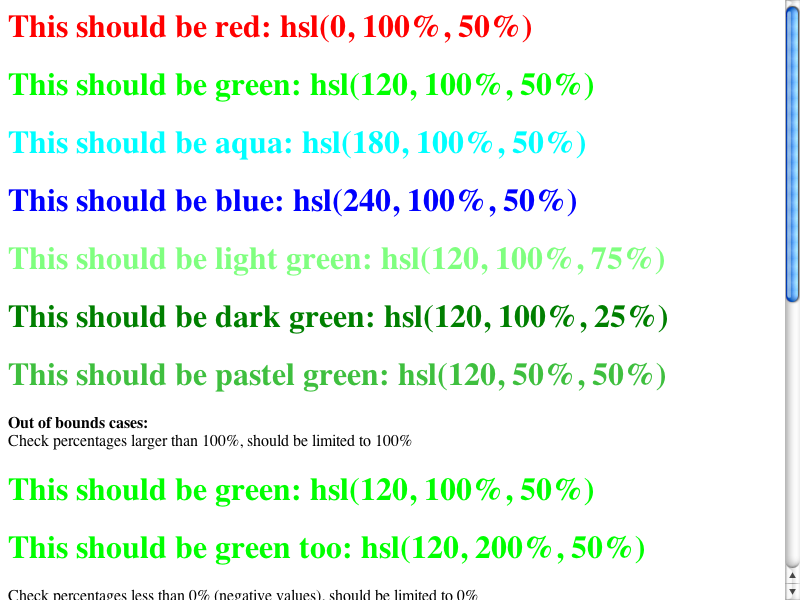 This should be red: hsl(0, 100%, 50%)
This should be green: hsl(120, 100%, 50%)
This should be aqua: hsl(180, 100%, 50%)
This should be blue: hsl(240, 100%, 50%)
This should be light green: hsl(120, 100%, 75%)
This should be dark green: hsl(120, 100%, 25%)
This should be pastel green: hsl(120, 50%, 50%)
Out of bounds cases:
Check percentages larger than 100%, should be limited to 100%
This should be green: hsl(120, 100%, 50%)
This should be green too: hsl(120, 200%, 50%)
Check percentages less than 0% (negative values), should be limited to 0%